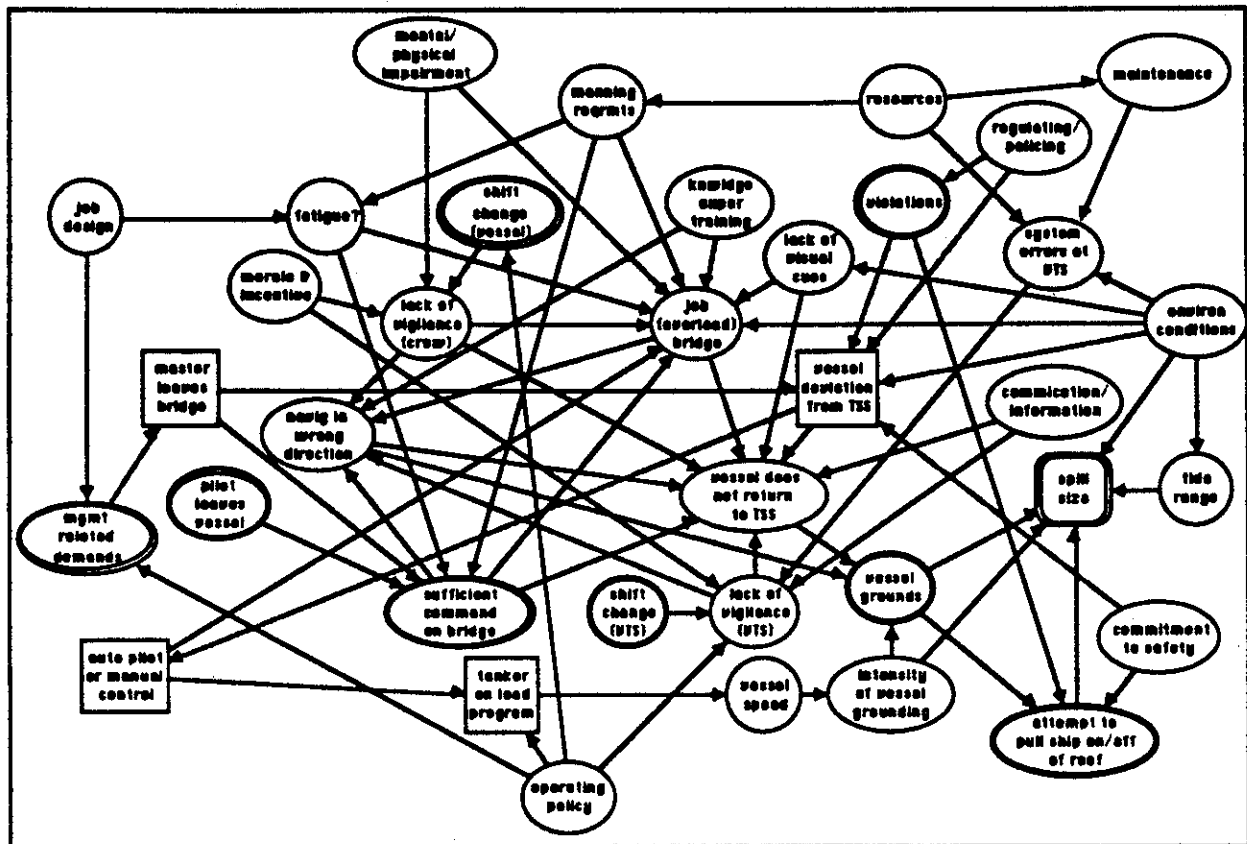 mental/
physical
impairment
manning
reqrmts
resources
maintenance
regulating/
policing
job
design
fatigue?
shift
change
(vessel)
knowldge
exper
training
violations
lack of
visual
cues
system
errors of
VTS
morale &
incentive
lack of
vigilance
(crew)
job
(overload)
bridge
environ
conditions
master
leaves
bridge
navig in
wrong
direction
vessel
deviation
from TSS
commication/
information
pilot
leaves
vessel
vessel does
not return
to TSS
spill
size
tide
range
mgmt
related
demands
sufficient
command
on bridge
shift
change
(VTS)
lack of
vigilance
(VTS)
vessel
grounds
commitment
to safety
auto pilot
or manual
control
tanker
on load
program
vessel
speed
intensity
of vessel
grounding
attempt to
pull ship on/off
of reef
operating
policy